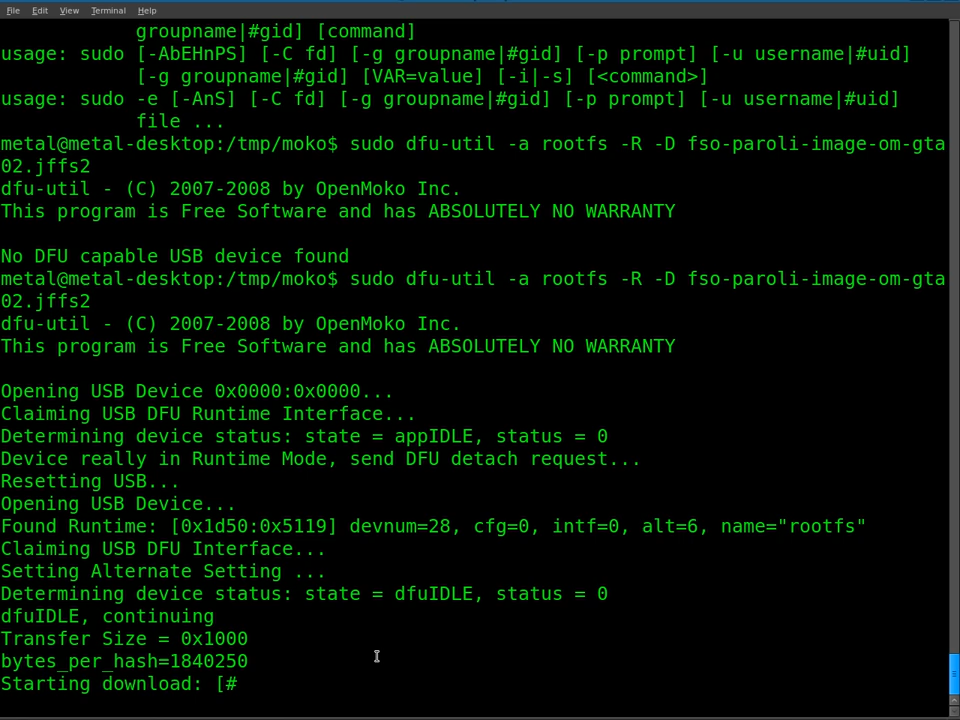 File Edit View Terminal Help
groupname|#gid] [command]
usage: sudo [-AbEHnPS] [-C fd] [-g groupname|#gid] [-p prompt] [-u username|#uid]
[-g groupname|#gid] [VAR=value] [-i|-s] [<command>]
usage: sudo -e [-AnS] [-C fd] [-g groupname|#gid] [-p prompt] [-u username|#uid]
file ...
metal@metal-desktop:/tmp/moko$ sudo dfu-util -a rootfs -R -D fso-paroli-image-om-gta
02.jffs2
dfu-util - (C) 2007-2008 by OpenMoko Inc.
This program is Free Software and has ABSOLUTELY NO WARRANTY
No DFU capable USB device found
metal@metal-desktop:/tmp/moko$ sudo dfu-util -a rootfs -R -D fso-paroli-image-om-gta
02.jffs2
dfu-util - (C) 2007-2008 by OpenMoko Inc.
This program is Free Software and has ABSOLUTELY NO WARRANTY
Opening USB Device 0x0000:0x0000...
Claiming USB DFU Runtime Interface...
Determining device status: state = appIDLE, status = 0
Device really in Runtime Mode, send DFU detach request...
Resetting USB...
Opening USB Device...
Found Runtime: [0x1d50:0x5119] devnum=28, cfg=0, intf=0, alt=6, name="rootfs"
Claiming USB DFU Interface...
Setting Alternate Setting ...
Determining device status: state = dfuIDLE, status = 0
dfuIDLE, continuing
Transfer Size = 0x1000
bytes_per_hash=1840250
Starting download: [#